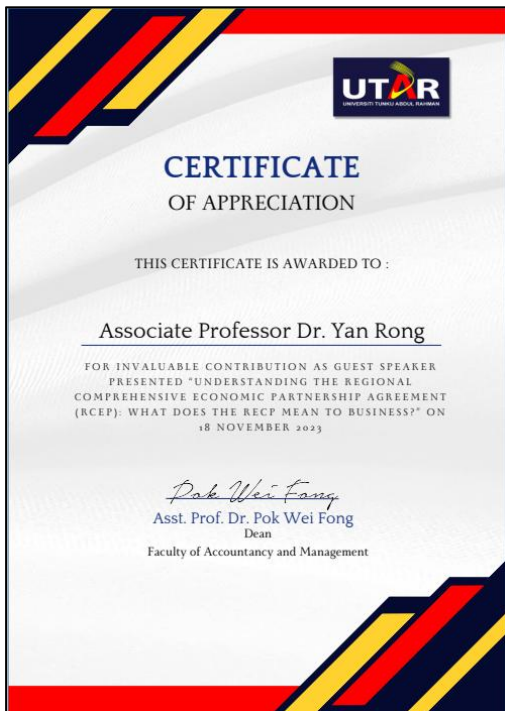 UTAR
UNIVERSITI TUNKU ABDUL RAHMAN
CERTIFICATE
OF APPRECIATION
THIS CERTIFICATE IS AWARDED TO :
Associate Professor Dr. Yan Rong
FOR INVALUABLE CONTRIBUTION AS GUEST SPEAKER
PRESENTED "UNDERSTANDING THE REGIONAL
COMPREHENSIVE ECONOMIC PARTNERSHIP AGREEMENT
(RCEP): WHAT DOES THE RECP MEAN TO BUSINESS?" ON
18 NOVEMBER 2023
Pok Wei Fong
Asst. Prof. Dr. Pok Wei Fong
Dean
Faculty of Accountancy and Management